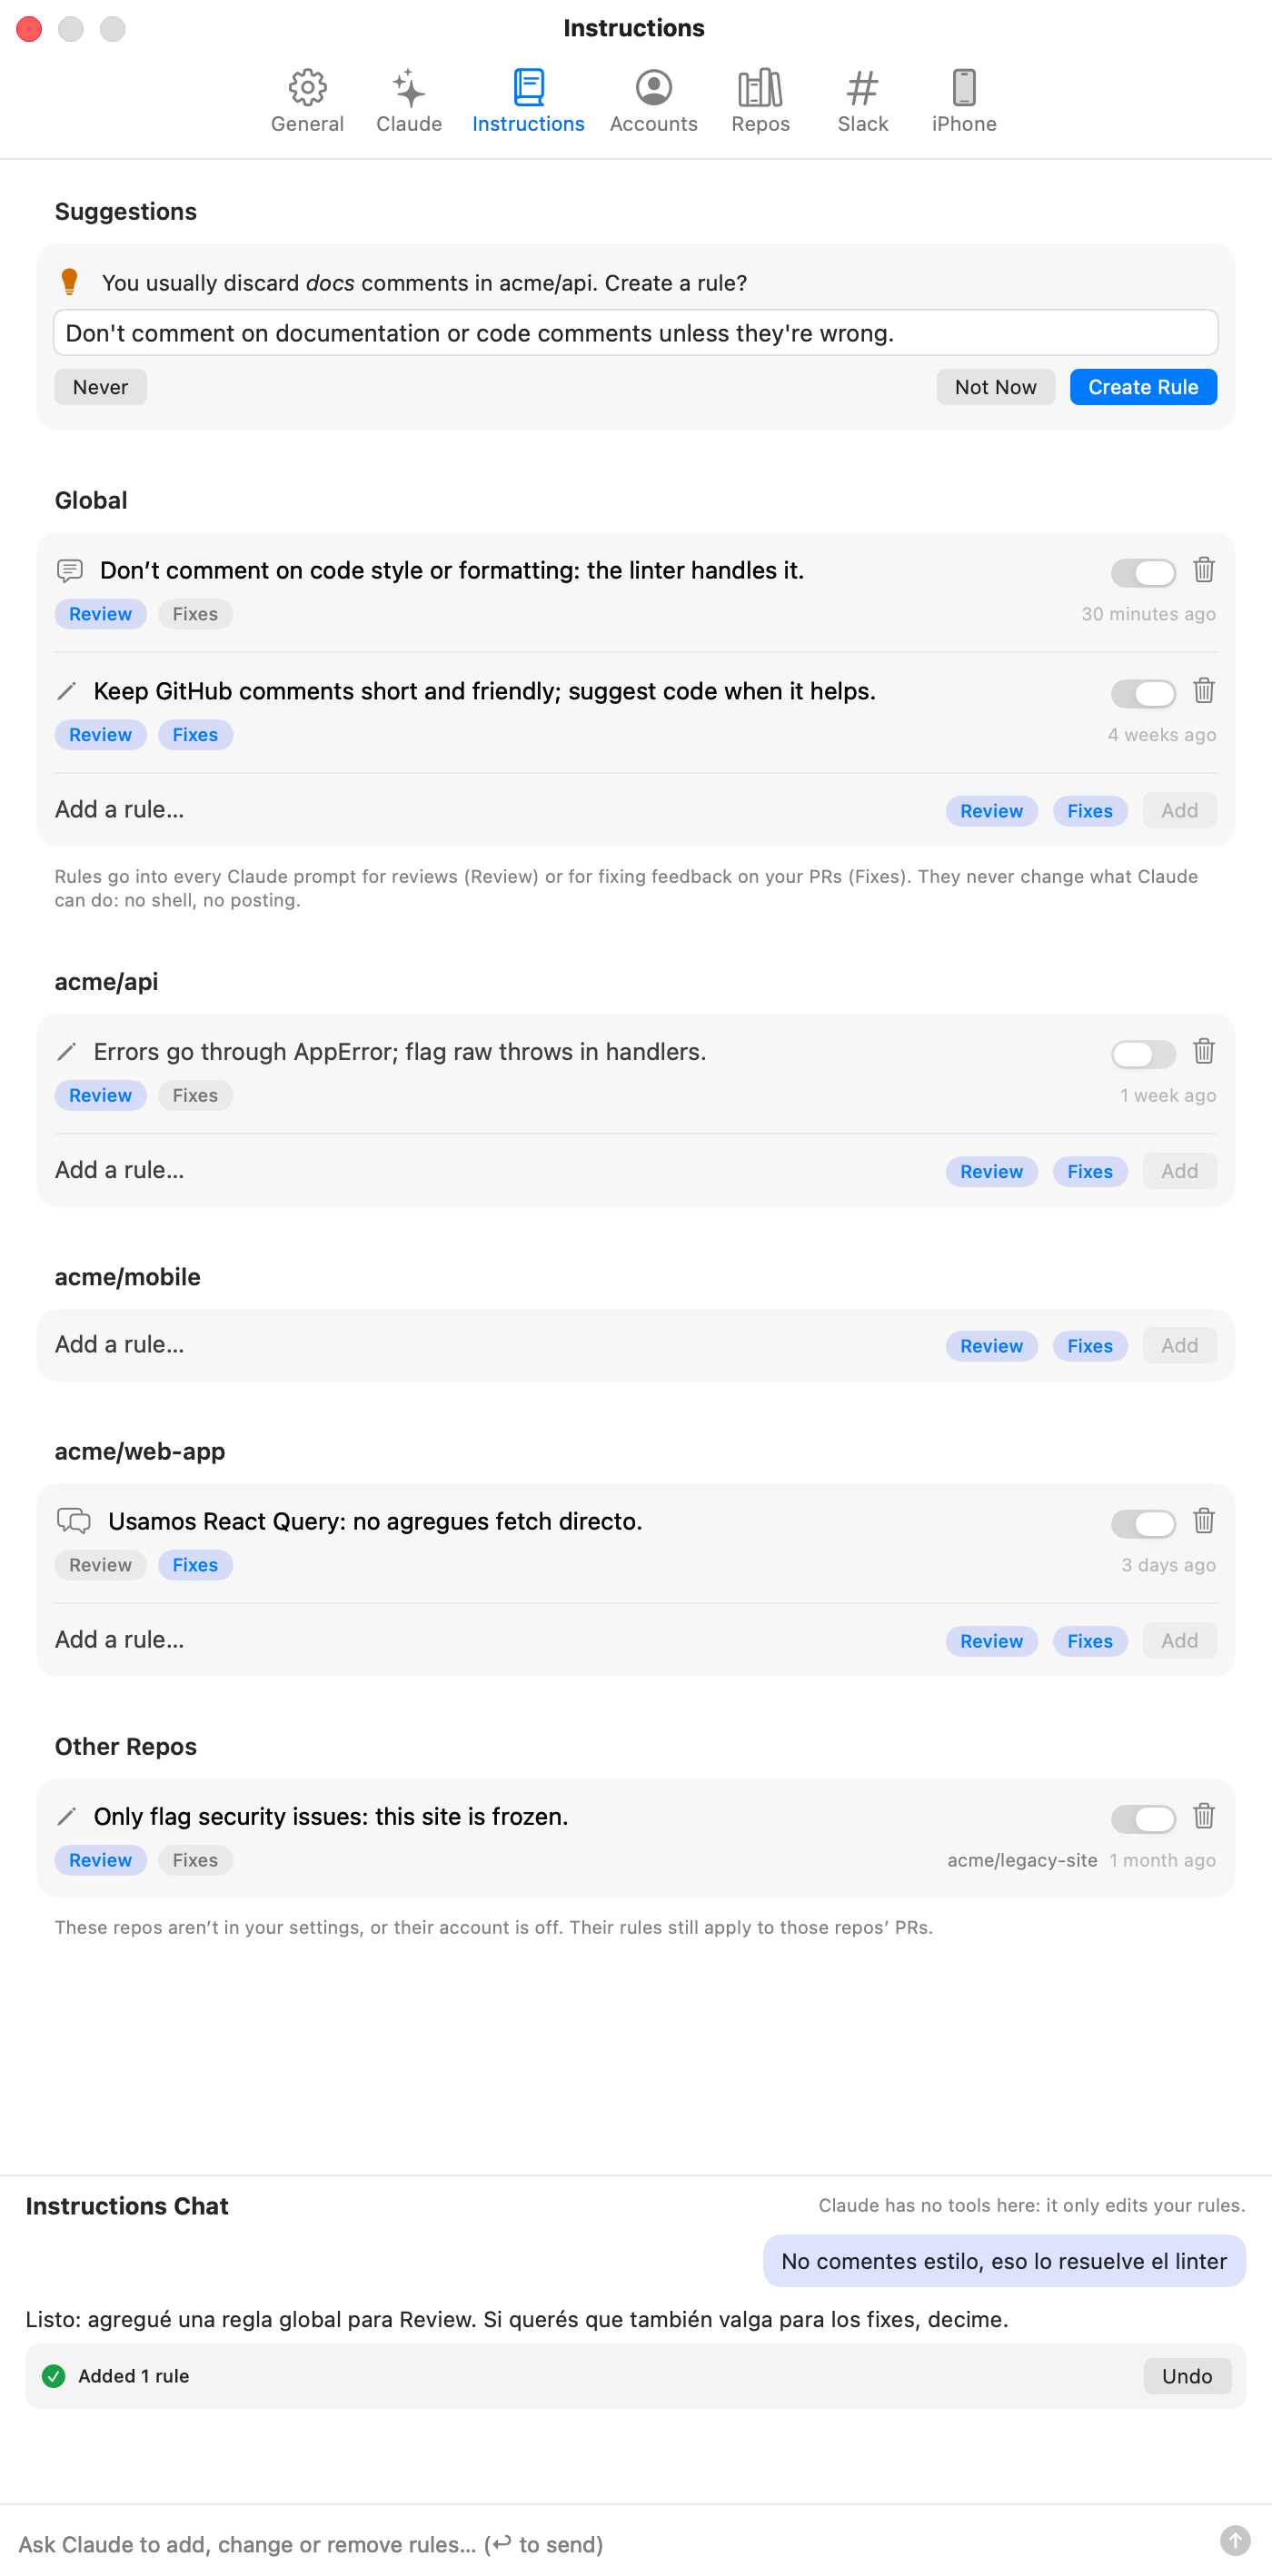 Instructions
General
Claude
Instructions
Accounts
Repos
Slack
iPhone
Suggestions
You usually discard docs comments in acme/api. Create a rule?
Don't comment on documentation or code comments unless they're wrong.
Never
Not Now
Create Rule
Global
Don’t comment on code style or formatting: the linter handles it.
Review
Fixes
30 minutes ago
Keep GitHub comments short and friendly; suggest code when it helps.
Review
Fixes
4 weeks ago
Add a rule...
Review
Fixes
Add
Rules go into every Claude prompt for reviews (Review) or for fixing feedback on your PRs (Fixes). They never change what Claude
can do: no shell, no posting.
acme/api
Errors go through AppError; flag raw throws in handlers.
Review
Fixes
1 week ago
Add a rule...
Review
Fixes
Add
acme/mobile
Add a rule...
Review
Fixes
Add
acme/web-app
Usamos React Query: no agregues fetch directo.
Review
Fixes
3 days ago
Add a rule...
Review
Fixes
Add
Other Repos
Only flag security issues: this site is frozen.
Review
Fixes
acme/legacy-site 1 month ago
These repos aren’t in your settings, or their account is off. Their rules still apply to those repos’ PRs.
Instructions Chat
Claude has no tools here: it only edits your rules.
No comentes estilo, eso lo resuelve el linter
Listo: agregué una regla global para Review. Si querés que también valga para los fixes, decime.
Added 1 rule
Undo
Ask Claude to add, change or remove rules... (↩ to send)